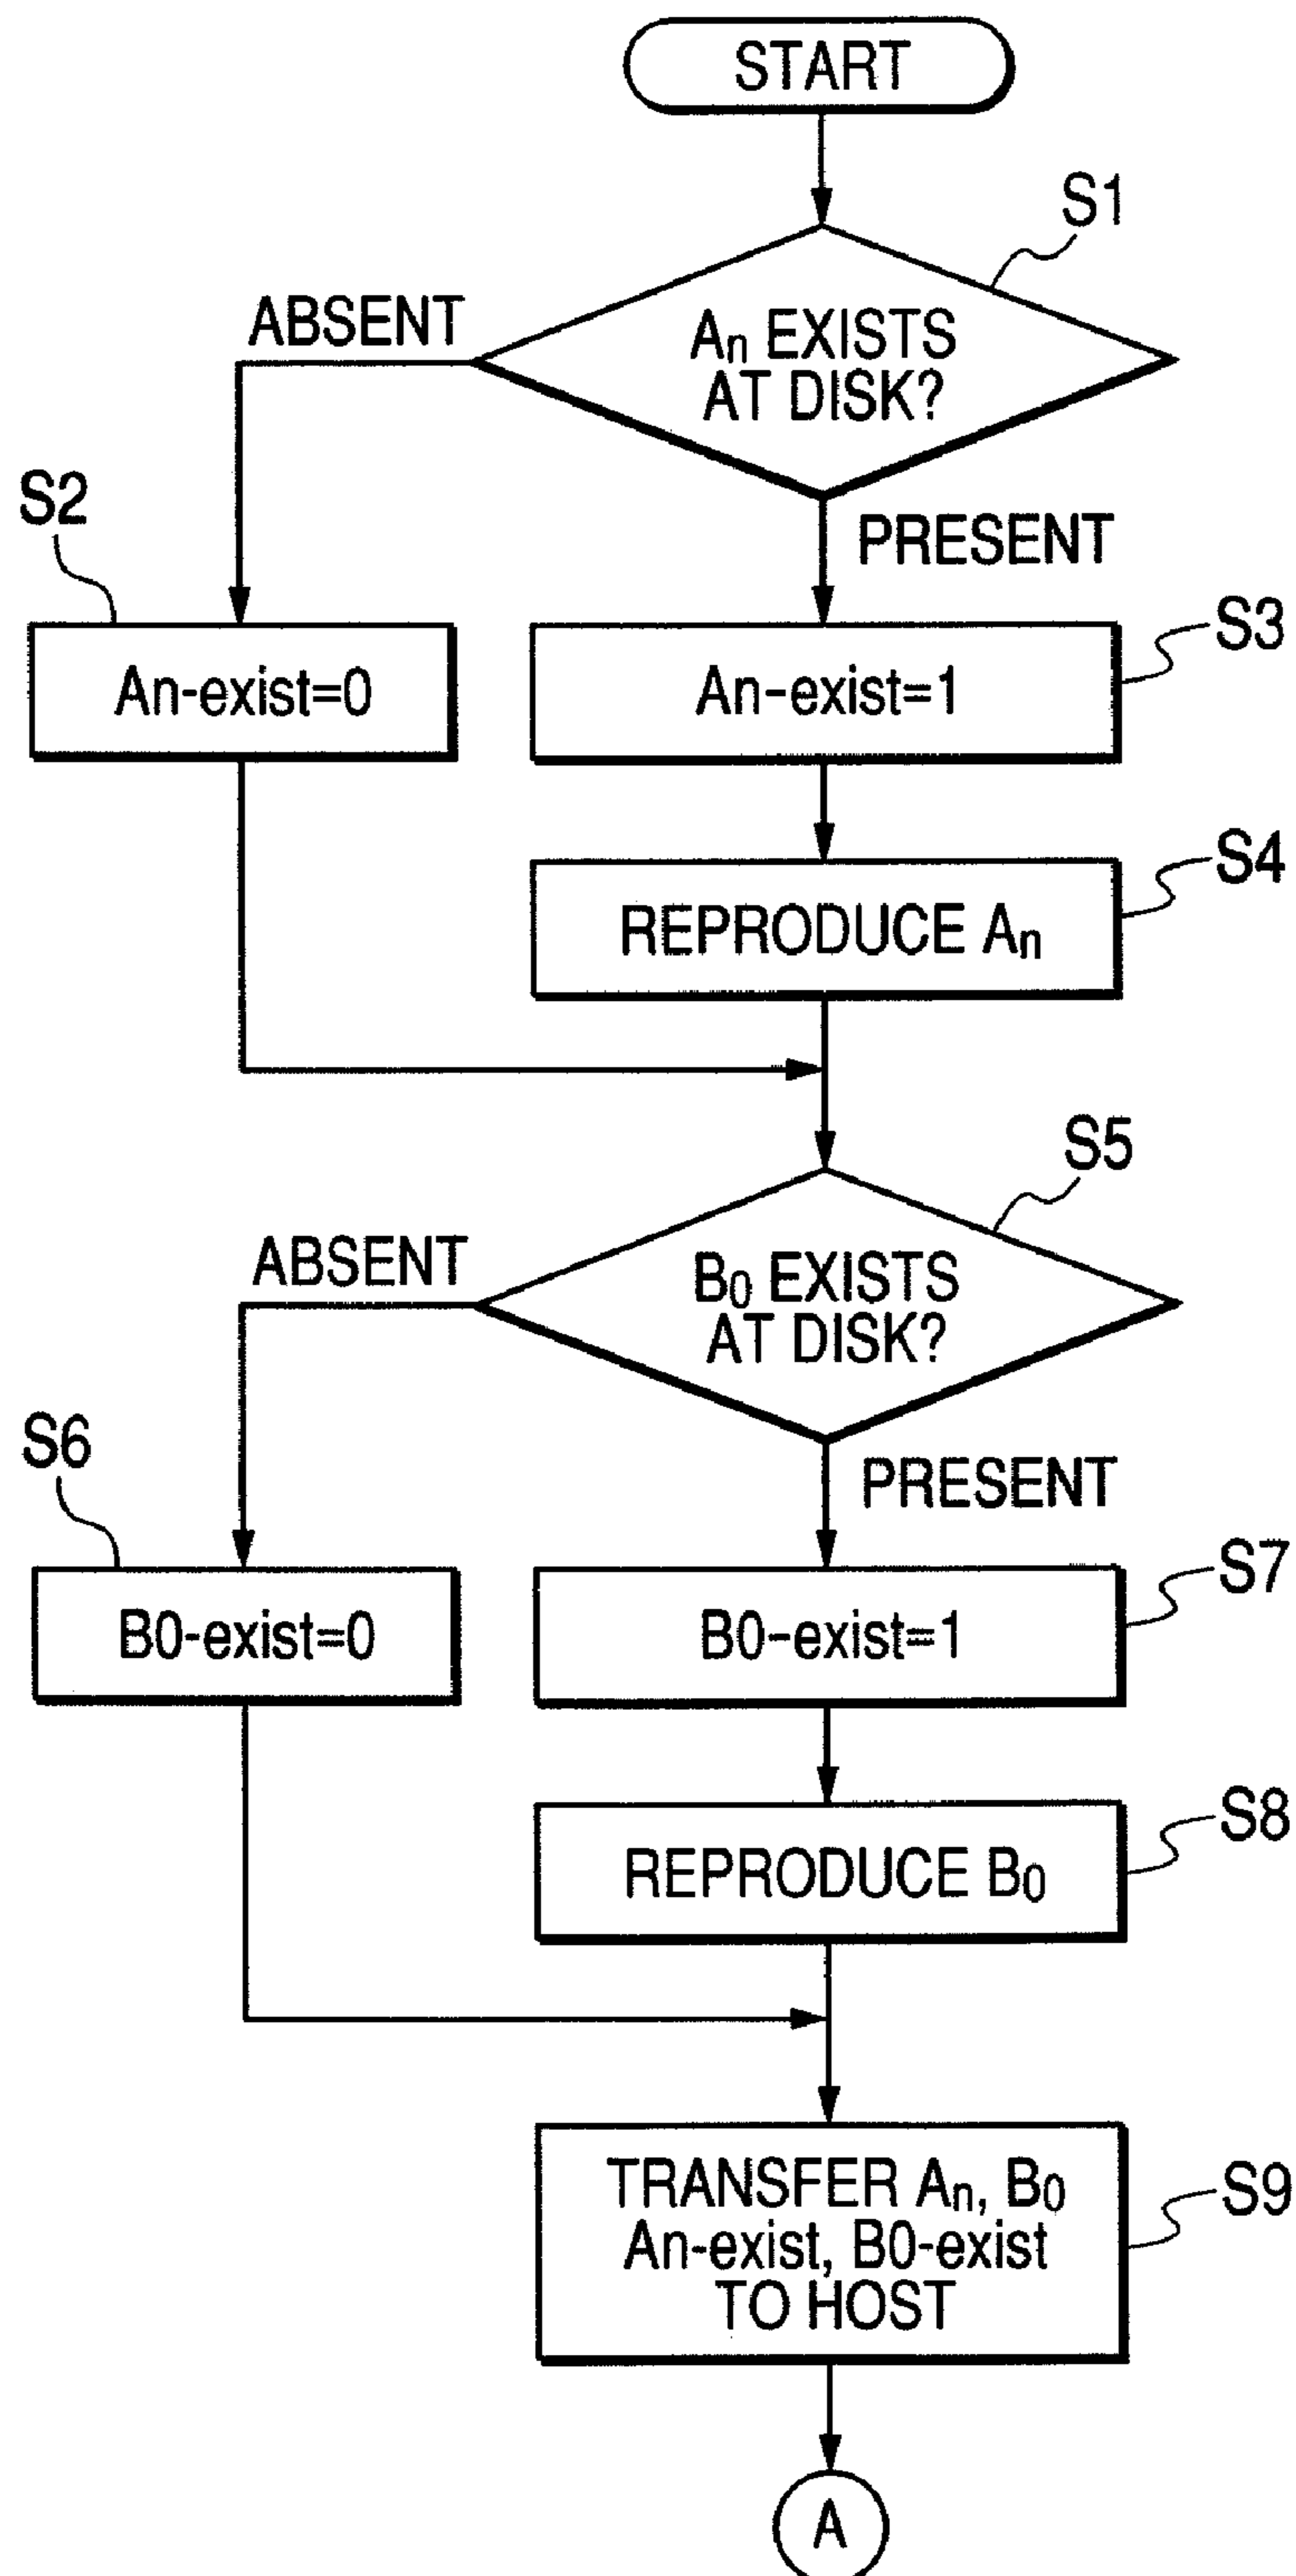 START
S1
ABSENT
An EXISTS
AT DISK?
S2
PRESENT
S3
An-exist=0
An-exist=1
S4
REPRODUCE An
S5
ABSENT
B0 EXISTS
AT DISK?
S6
PRESENT
S7
B0-exist=0
B0-exist=1
S8
REPRODUCE B0
TRANSFER An, B0
S9
An-exist, B0-exist
TO HOST
A